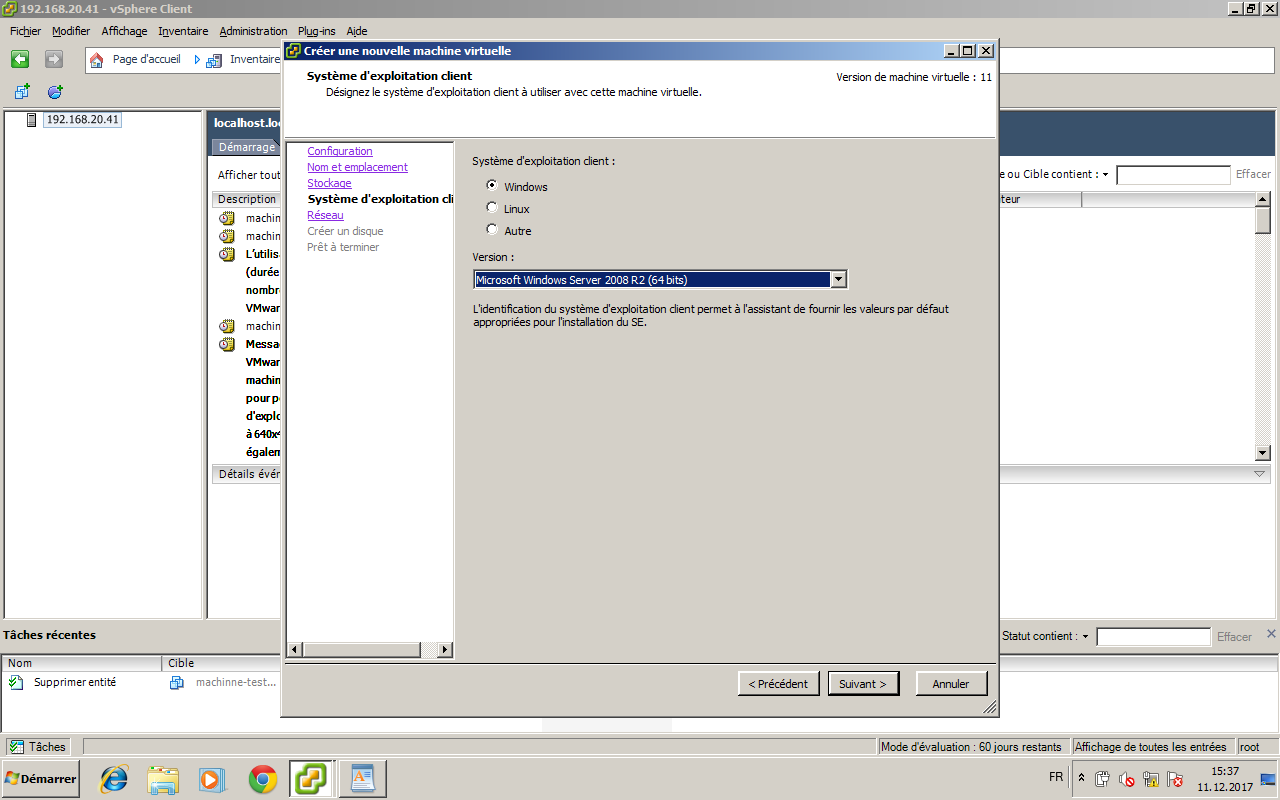 192.168.20.41 - vSphere Client
Fichier Modifier Affichage Inventaire Administration Plug-ins Aide
Page d'accueil Inventaire
192.168.20.41
localhost.loc
Démarrage
Afficher tout
e ou Cible contient : Effacer
Description
teur
machin
machin
L'utilisa
(durée
nombre
VMwar
machin
Messa
VMwar
machin
pour pe
d'explo
à 640x4
égalem
Détails évén
Créer une nouvelle machine virtuelle
Système d'exploitation client
Version de machine virtuelle : 11
Désignez le système d'exploitation client à utiliser avec cette machine virtuelle.
Configuration
Nom et emplacement
Stockage
Système d'exploitation cli
Réseau
Créer un disque
Prêt à terminer
Système d'exploitation client :
Windows
Linux
Autre
Version :
Microsoft Windows Server 2008 R2 (64 bits)
L'identification du système d'exploitation client permet à l'assistant de fournir les valeurs par défaut
appropriées pour l'installation du SE.
< Précédent Suivant > Annuler
Tâches récentes
Statut contient : Effacer
Nom Cible
Supprimer entité machinne-test...
Tâches
Mode d'évaluation : 60 jours restants Affichage de toutes les entrées root
Démarrer
FR
15:37
11.12.2017